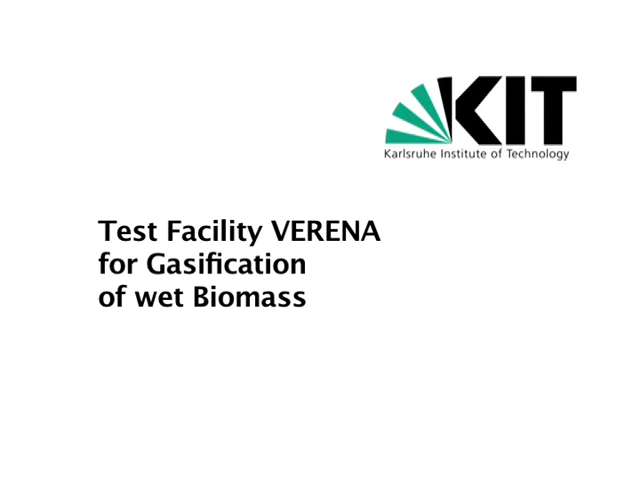 KIT
Karlsruhe Institute of Technology
Test Facility VERENA
for Gasification
of wet Biomass